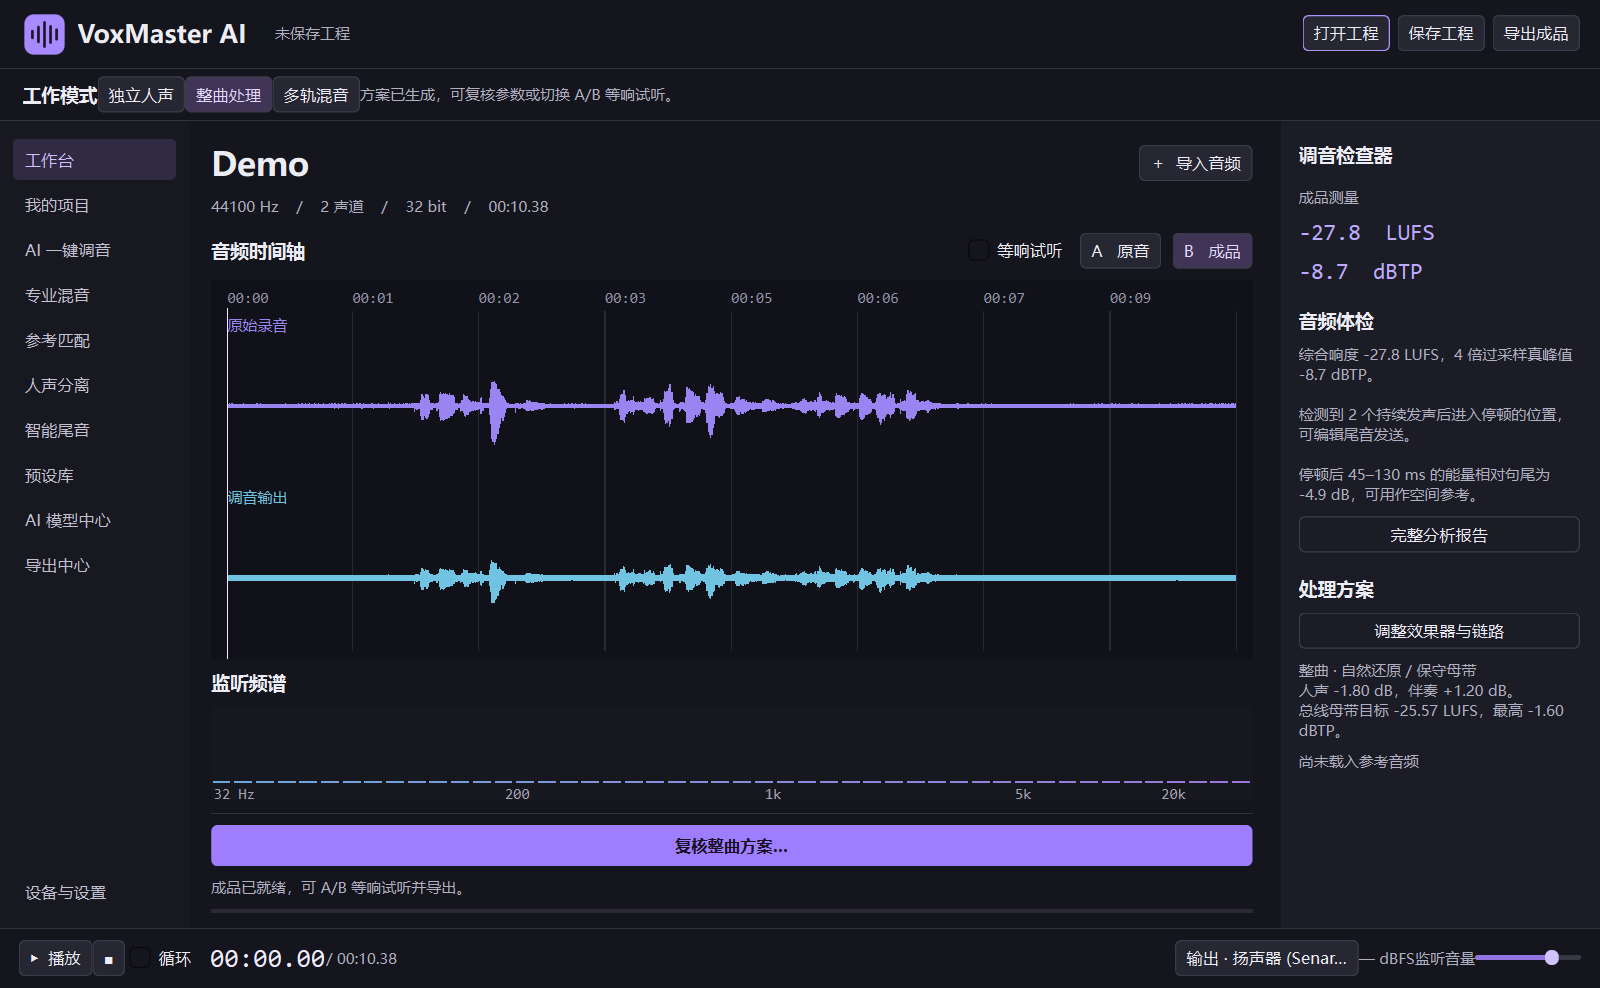 VoxMaster AI
未保存工程
打开工程
保存工程
导出成品
工作模式
独立人声
整曲处理
多轨混音
方案已生成，可复核参数或切换 A/B 等响试听。
工作台
我的项目
AI 一键调音
专业混音
参考匹配
人声分离
智能尾音
预设库
AI 模型中心
导出中心
设备与设置
Demo
+ 导入音频
44100 Hz / 2 声道 / 32 bit / 00:10.38
音频时间轴
等响试听
A 原音
B 成品
00:00 00:01 00:02 00:03 00:05 00:06 00:07 00:09
原始录音
调音输出
监听频谱
32 Hz 200 1k 5k 20k
复核整曲方案...
成品已就绪，可 A/B 等响试听并导出。
调音检查器
成品测量
-27.8 LUFS
-8.7 dBTP
音频体检
综合响度 -27.8 LUFS，4 倍过采样真峰值
-8.7 dBTP。
检测到 2 个持续发声后进入停顿的位置，
可编辑尾音发送。
停顿后 45–130 ms 的能量相对句尾为
-4.9 dB，可用作空间参考。
完整分析报告
处理方案
调整效果器与链路
整曲 · 自然还原 / 保守母带
人声 -1.80 dB，伴奏 +1.20 dB。
总线母带目标 -25.57 LUFS，最高 -1.60
dBTP。
尚未载入参考音频
播放
循环
00:00.00 / 00:10.38
输出 · 扬声器 (Senar...
— dBFS
监听音量